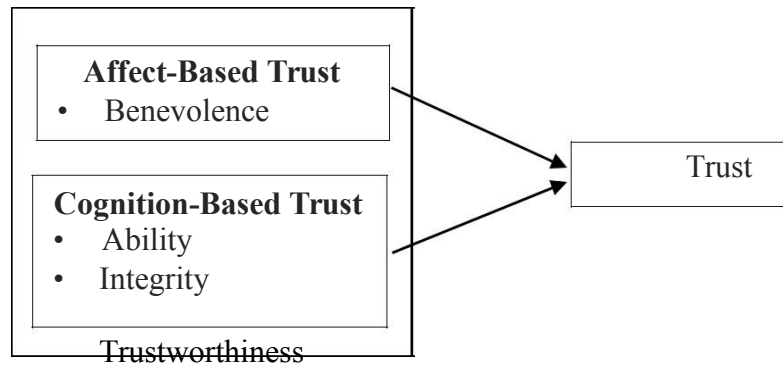 Affect-Based Trust
• Benevolence
Cognition-Based Trust
• Ability
• Integrity
Trustworthiness
Trust